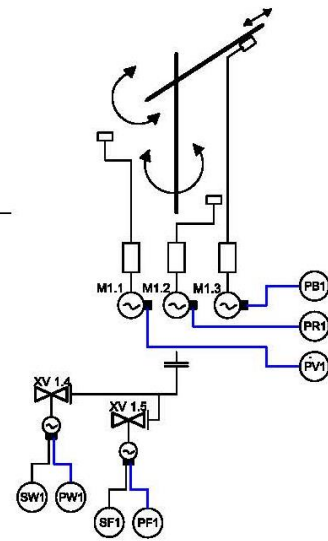 M1.1 M1.2 M1.3
PB1
PR1
PV1
XV 1.4
XV 1.5
SW1 PW1
SF1 PF1